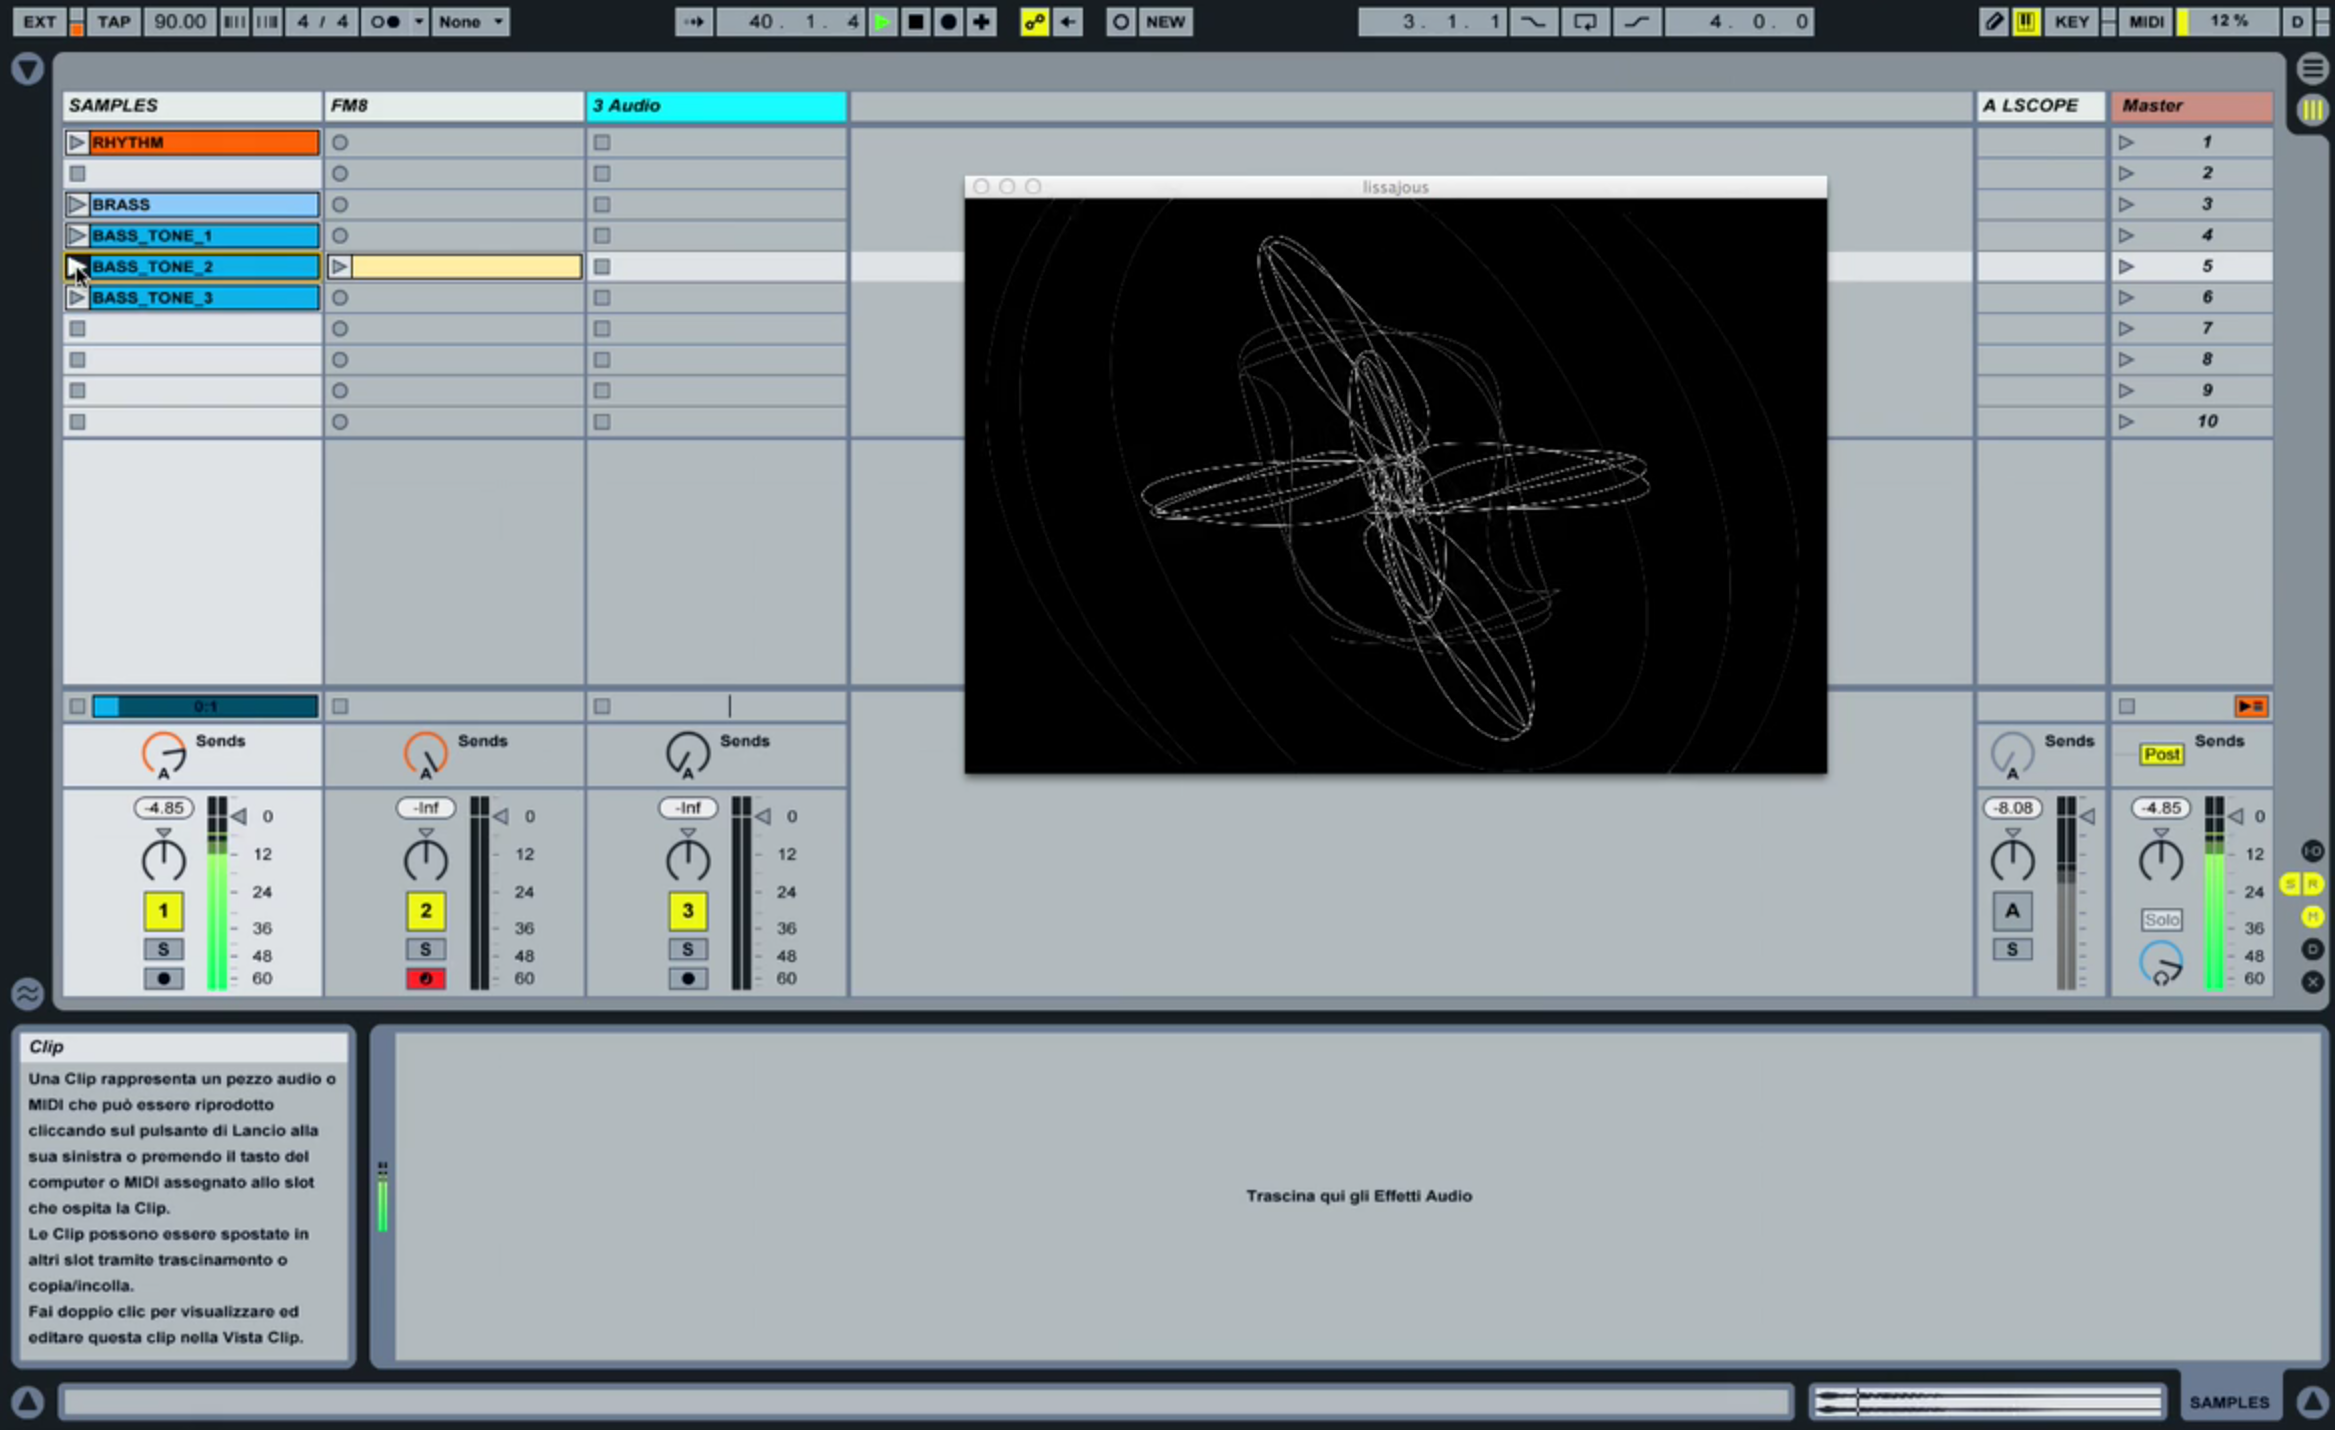 EXT TAP 90.00 4 / 4 None 40. 1. 4 NEW 3. 1. 1 4. 0. 0 KEY MIDI 12 % D
SAMPLES FM8 3 Audio A LSCOPE Master
RHYTHM 1
2
lissajous
BRASS 3
BASS_TONE_1 4
BASS_TONE_2 5
BASS_TONE_3 6
7
8
9
10
0:1
Sends Sends Sends Sends Sends
A A A A Post
-4.85 0 -Inf 0 -Inf 0 -8.08 -4.85 0
12 12 12 12
24 24 24 24
1 2 3 A Solo
36 36 36 36
S S S S
48 48 48 48
60 60 60 60
I·O
S R
M
D
X
Clip
Una Clip rappresenta un pezzo audio o
MIDI che può essere riprodotto
cliccando sul pulsante di Lancio alla
sua sinistra o premendo il tasto del
computer o MIDI assegnato allo slot
che ospita la Clip.
Le Clip possono essere spostate in
altri slot tramite trascinamento o
copia/incolla.
Fai doppio clic per visualizzare ed
editare questa clip nella Vista Clip.
Trascina qui gli Effetti Audio
SAMPLES